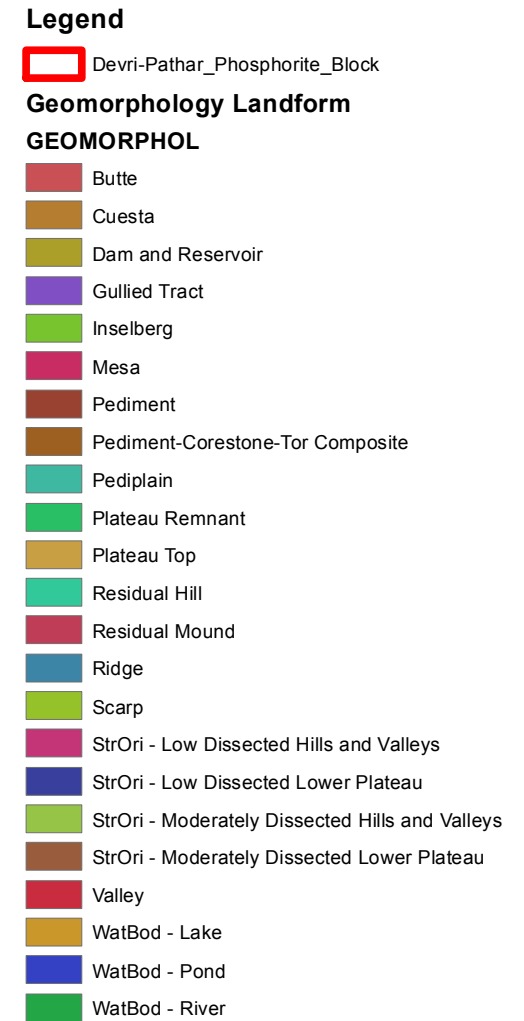 Legend
Devri-Pathar_Phosphorite_Block
Geomorphology Landform
GEOMORPHOL
Butte
Cuesta
Dam and Reservoir
Gullied Tract
Inselberg
Mesa
Pediment
Pediment-Corestone-Tor Composite
Pediplain
Plateau Remnant
Plateau Top
Residual Hill
Residual Mound
Ridge
Scarp
StrOri - Low Dissected Hills and Valleys
StrOri - Low Dissected Lower Plateau
StrOri - Moderately Dissected Hills and Valleys
StrOri - Moderately Dissected Lower Plateau
Valley
WatBod - Lake
WatBod - Pond
WatBod - River